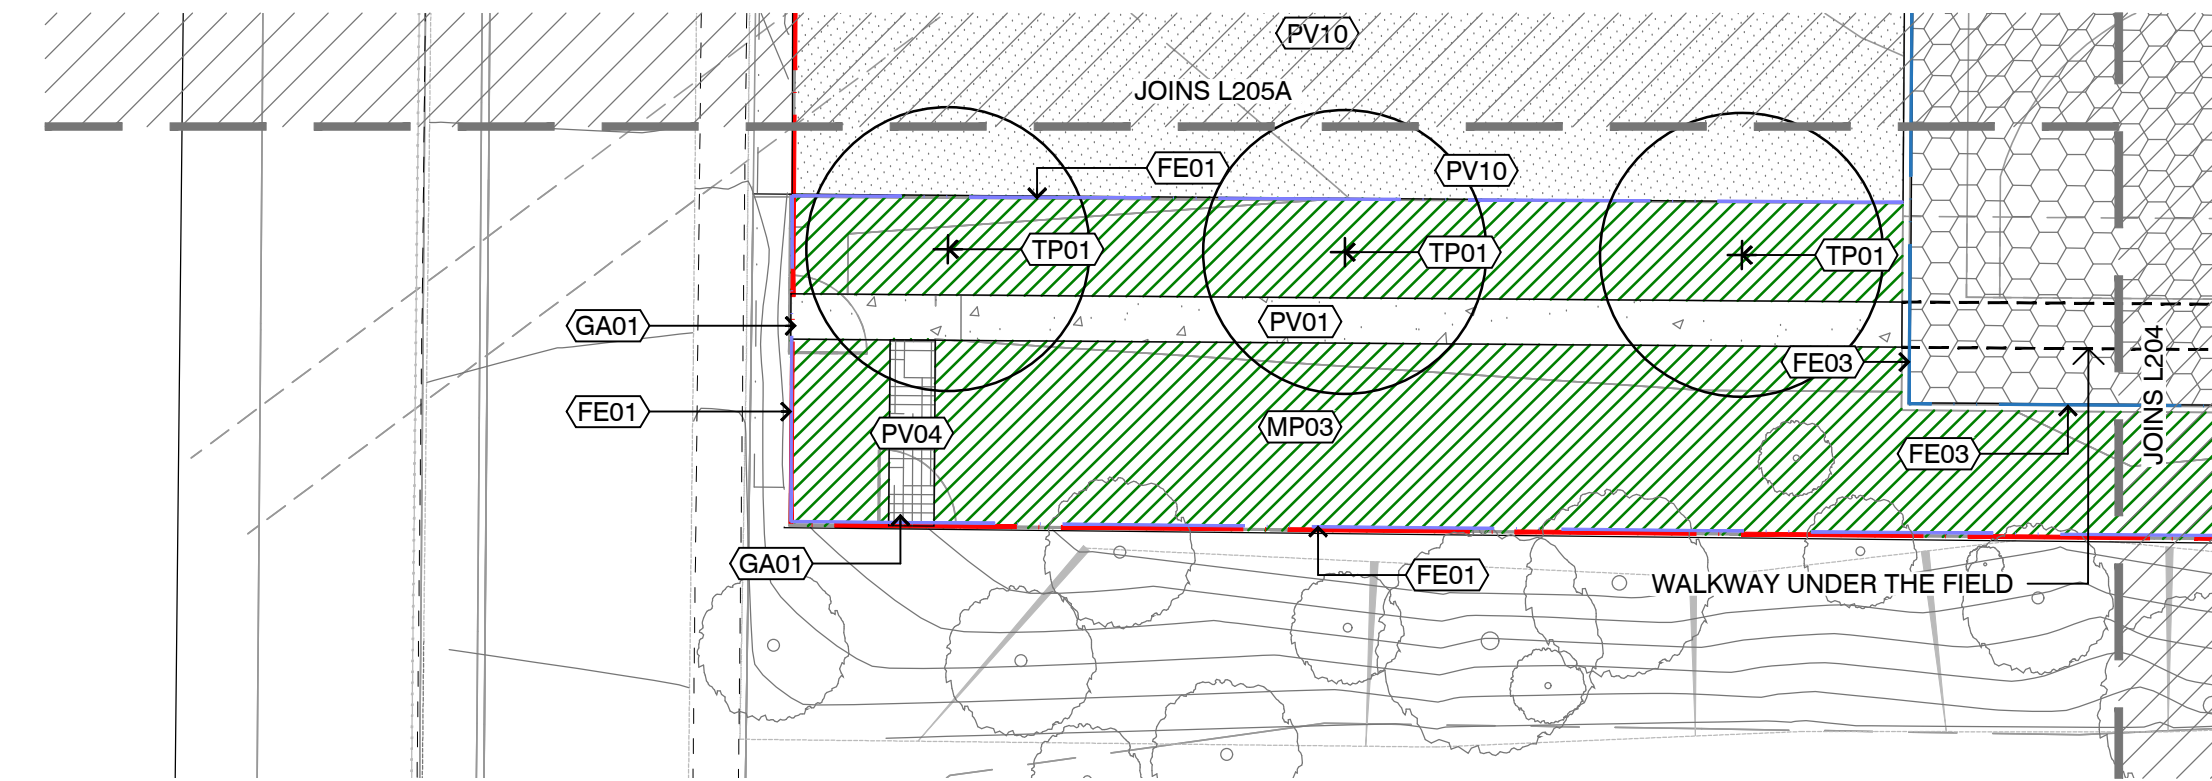 PV10
JOINS L205A
FE01
PV10
TP01
TP01
TP01
GA01
PV01
FE03
FE01
PV04
MP03
FE03
JOINS L204
GA01
FE01
WALKWAY UNDER THE FIELD